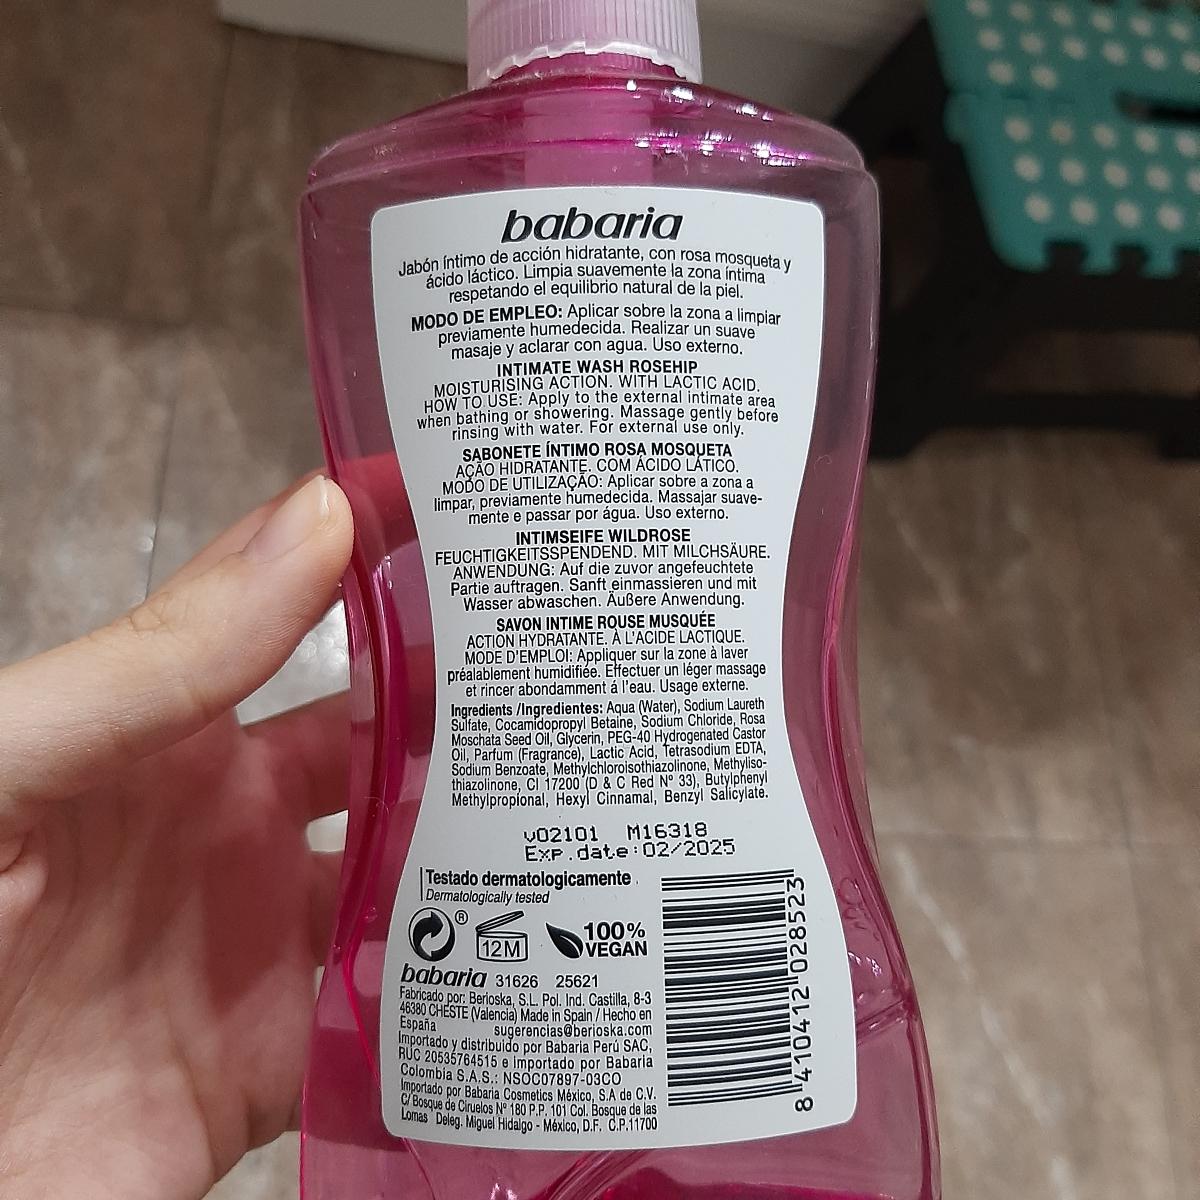 babaria
Jabón íntimo de acción hidratante, con rosa mosqueta y
ácido láctico. Limpia suavemente la zona íntima
respetando el equilibrio natural de la piel.
MODO DE EMPLEO: Aplicar sobre la zona a limpiar
previamente humedecida. Realizar un suave
masaje y aclarar con agua. Uso externo.
INTIMATE WASH ROSEHIP
MOISTURISING ACTION. WITH LACTIC ACID.
HOW TO USE: Apply to the external intimate area
when bathing or showering. Massage gently before
rinsing with water. For external use only.
SABONETE ÍNTIMO ROSA MOSQUETA
AÇÃO HIDRATANTE. COM ÁCIDO LÁTICO.
MODO DE UTILIZAÇÃO: Aplicar sobre a zona a
limpar, previamente humedecida. Massajar suave-
mente e passar por água. Uso externo.
INTIMSEIFE WILDROSE
FEUCHTIGKEITSSPENDEND. MIT MILCHSÄURE.
ANWENDUNG: Auf die zuvor angefeuchtete
Partie auftragen. Sanft einmassieren und mit
Wasser abwaschen. Äußere Anwendung.
SAVON INTIME ROUSE MUSQUÉE
ACTION HYDRATANTE. À L'ACIDE LACTIQUE.
MODE D'EMPLOI: Appliquer sur la zone à laver
préalablement humidifiée. Effectuer un léger massage
et rincer abondamment á l'eau. Usage externe.
Ingredients /Ingredientes: Aqua (Water), Sodium Laureth
Sulfate, Cocamidopropyl Betaine, Sodium Chloride, Rosa
Moschata Seed Oil, Glycerin, PEG-40 Hydrogenated Castor
Oil, Parfum (Fragrance), Lactic Acid, Tetrasodium EDTA,
Sodium Benzoate, Methylchloroisothiazolinone, Methyliso-
thiazolinone, CI 17200 (D & C Red Nº 33), Butylphenyl
Methylpropional, Hexyl Cinnamal, Benzyl Salicylate.
v02101 M16318
Exp.date:02/2025
Testado dermatologicamente
Dermatologically tested
®
12M
100%
VEGAN
babaria 31626 25621
Fabricado por: Berioska, S.L. Pol. Ind. Castilla, 8-3
46380 CHESTE (Valencia) Made in Spain / Hecho en
España sugerencias@berioska.com
Importado y distribuido por Babaria Perú SAC,
RUC 20535764515 e Importado por Babaria
Colombia S.A.S.: NSOC07897-03CO
Importado por Babaria Cosmetics México, S.A de C.V.
C/ Bosque de Ciruelos Nº 180 P.P. 101 Col. Bosque de las
Lomas Deleg. Miguel Hidalgo - México, D.F. C.P.11700
8 410412 028523